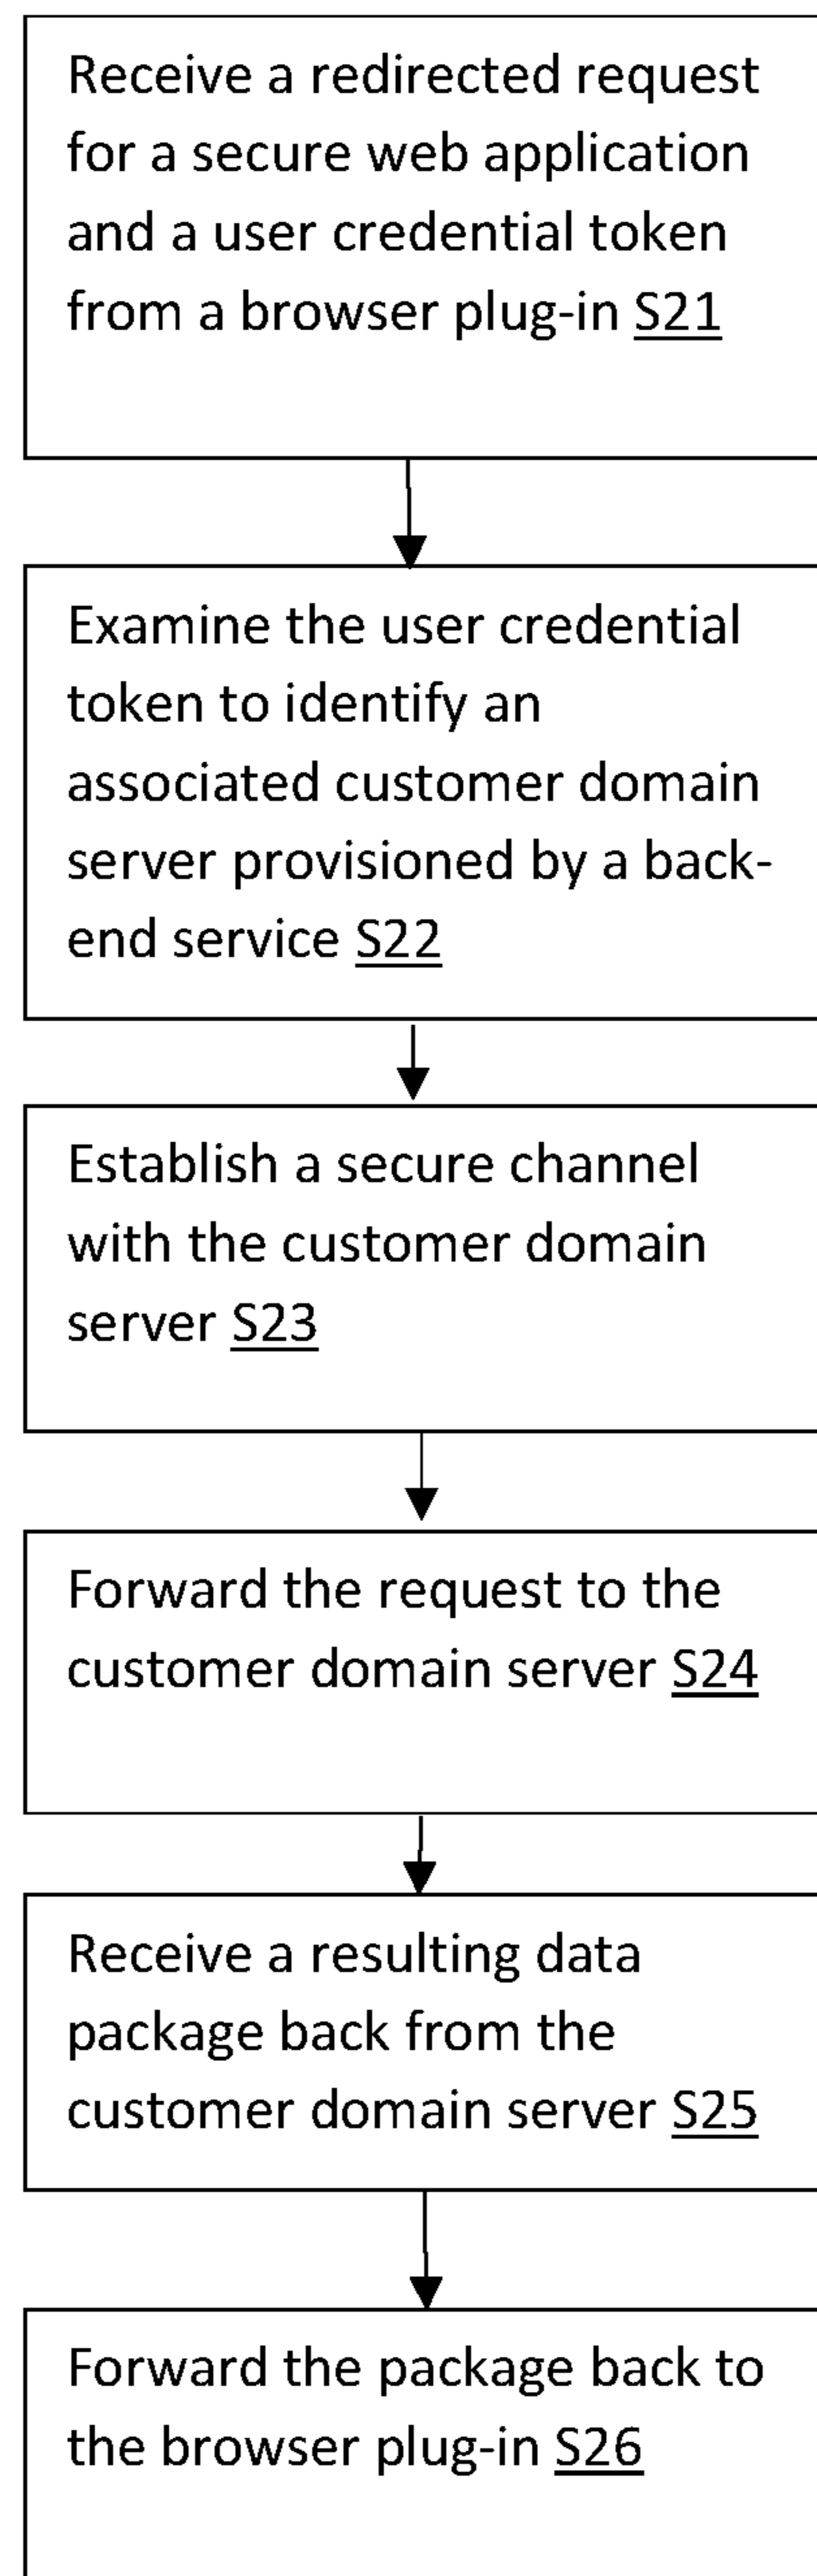 Receive a redirected request
for a secure web application
and a user credential token
from a browser plug-in S21
Examine the user credential
token to identify an
associated customer domain
server provisioned by a back-
end service S22
Establish a secure channel
with the customer domain
server S23
Forward the request to the
customer domain server S24
Receive a resulting data
package back from the
customer domain server S25
Forward the package back to
the browser plug-in S26